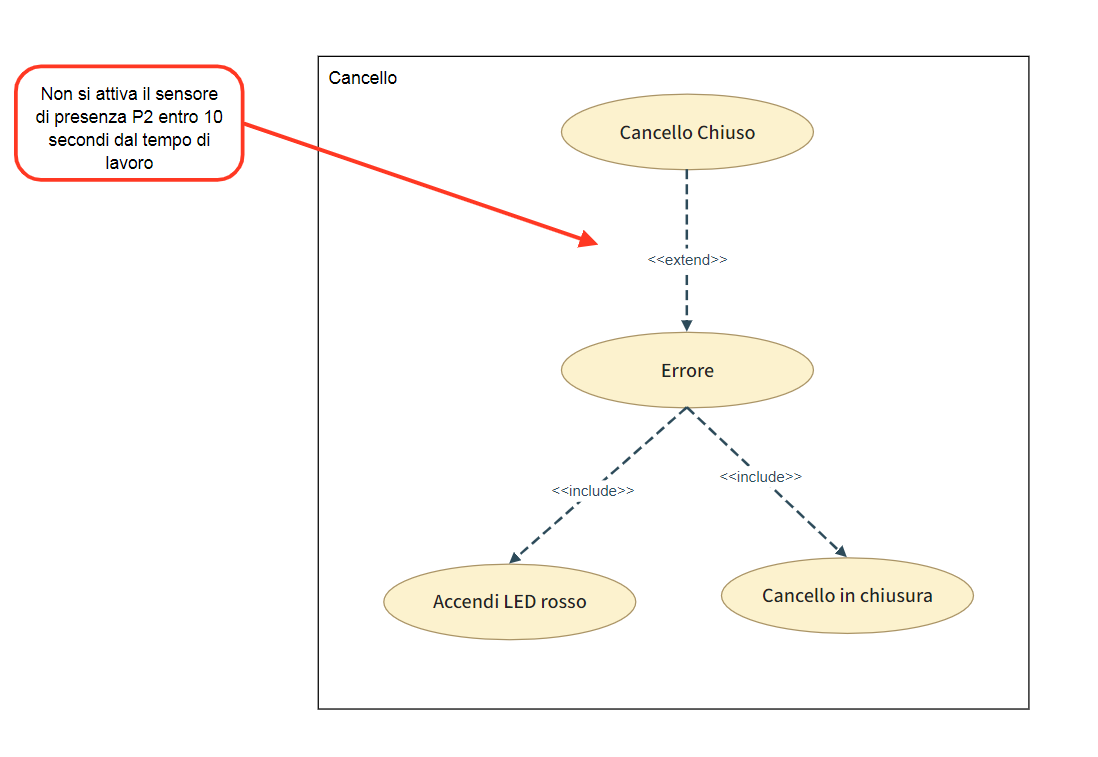 Cancello
Non si attiva il sensore
di presenza P2 entro 10
secondi dal tempo di
lavoro
Cancello Chiuso
<<extend>>
Errore
<<include>>
<<include>>
Accendi LED rosso
Cancello in chiusura